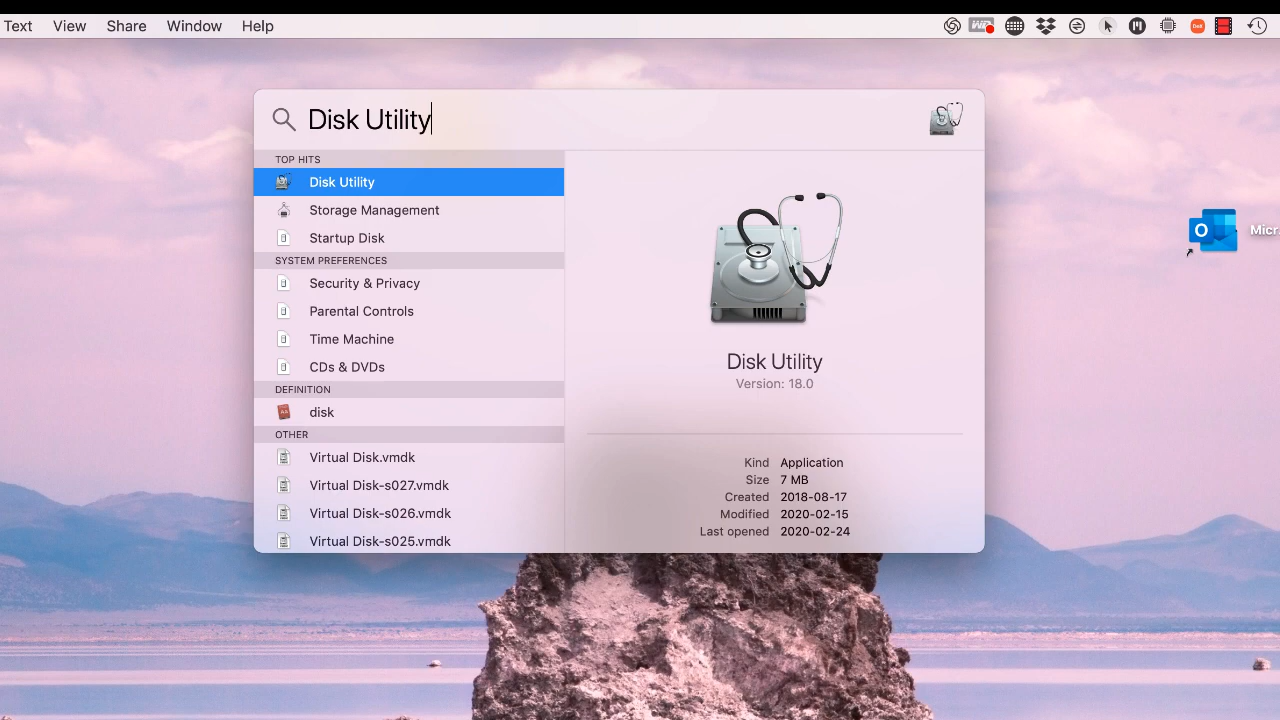 Text View Share Window Help
Disk Utility
TOP HITS
Disk Utility
Storage Management
Startup Disk
SYSTEM PREFERENCES
Security & Privacy
Parental Controls
Time Machine
CDs & DVDs
DEFINITION
disk
OTHER
Virtual Disk.vmdk
Virtual Disk-s027.vmdk
Virtual Disk-s026.vmdk
Virtual Disk-s025.vmdk
Disk Utility
Version: 18.0
Kind Application
Size 7 MB
Created 2018-08-17
Modified 2020-02-15
Last opened 2020-02-24
O
Micr.